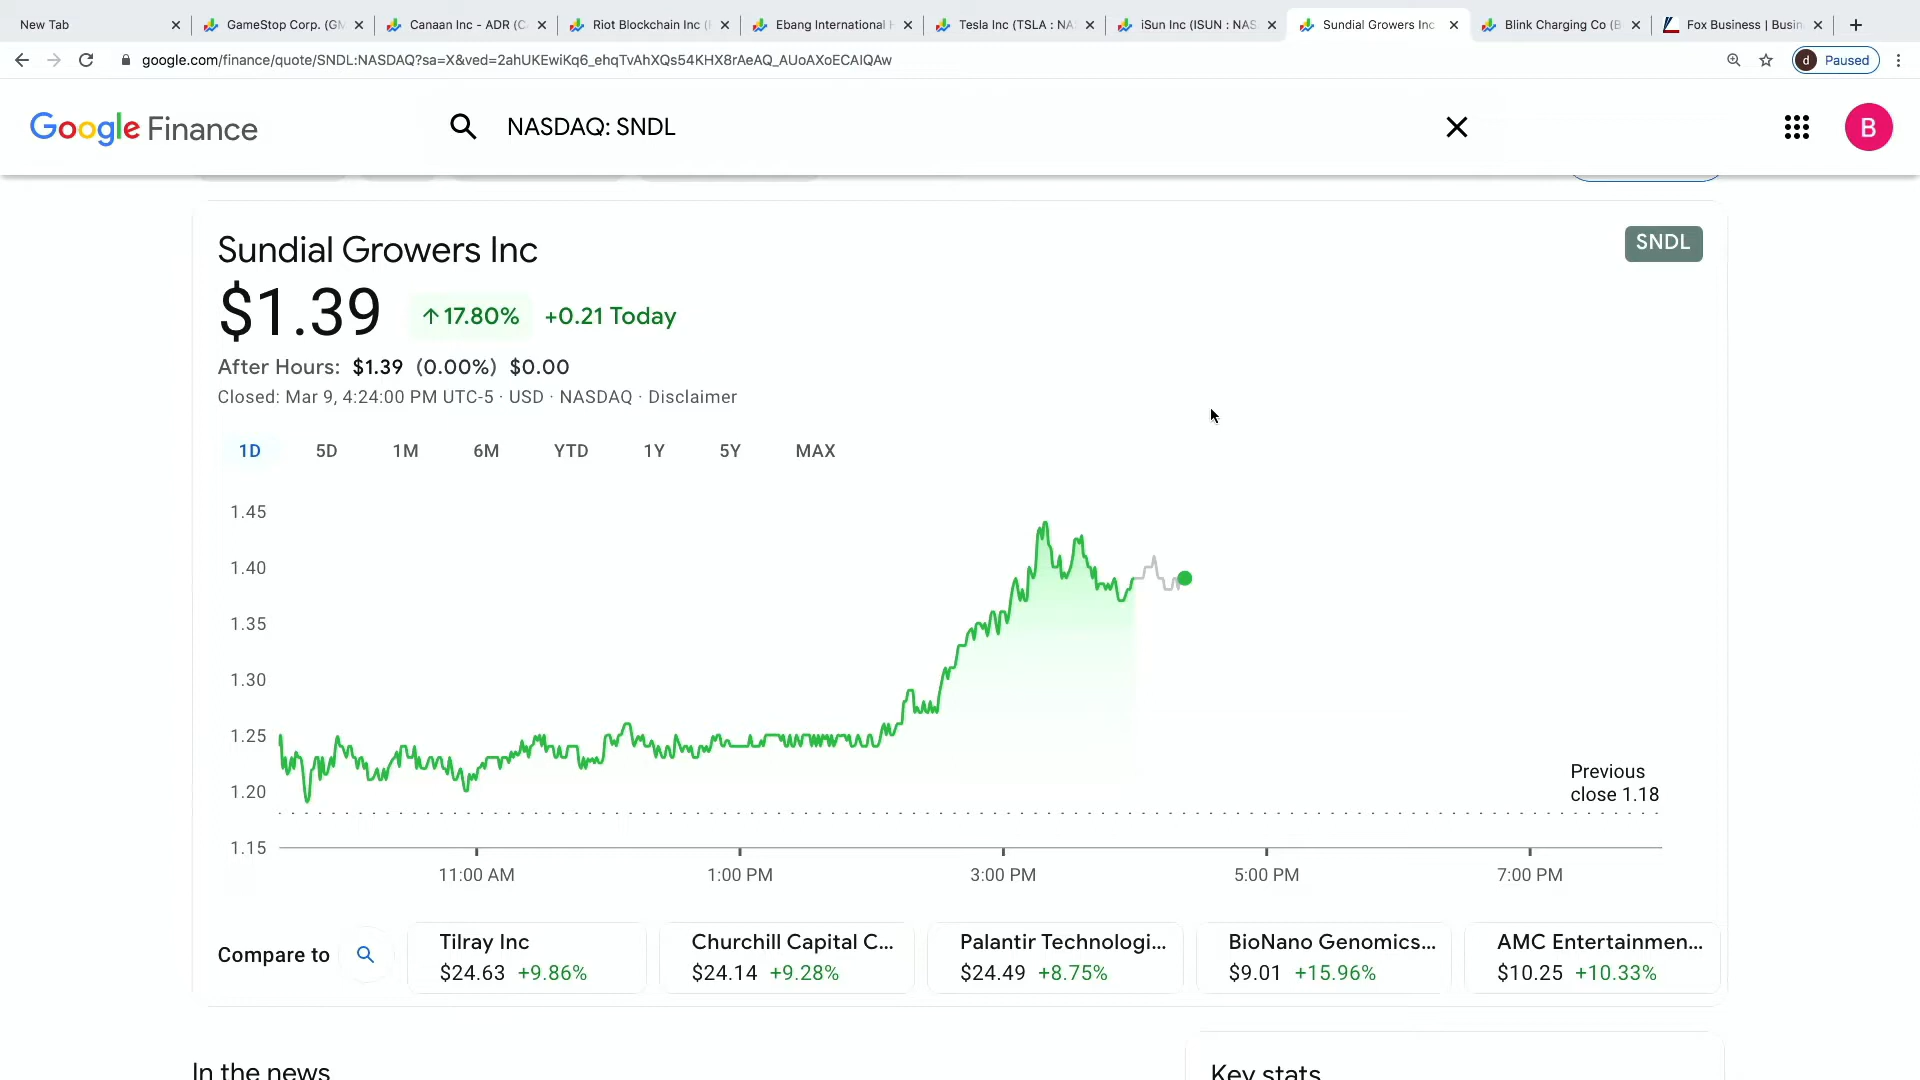 New Tab
GameStop Corp. (GM
Canaan Inc - ADR (C
Riot Blockchain Inc (
Ebang International H
Tesla Inc (TSLA : NA
iSun Inc (ISUN : NAS
Sundial Growers Inc
Blink Charging Co (B
Fox Business | Busin
google.com/finance/quote/SNDL:NASDAQ?sa=X&ved=2ahUKEwiKq6_ehqTvAhXQs54KHX8rAeAQ_AUoAXoECAIQAw
d Paused
Google Finance
NASDAQ: SNDL
B
Sundial Growers Inc
SNDL
$1.39 ↑17.80% +0.21 Today
After Hours: $1.39 (0.00%) $0.00
Closed: Mar 9, 4:24:00 PM UTC-5 · USD · NASDAQ · Disclaimer
1D 5D 1M 6M YTD 1Y 5Y MAX
1.45
1.40
1.35
1.30
1.25
1.20
1.15
Previous
close 1.18
11:00 AM 1:00 PM 3:00 PM 5:00 PM 7:00 PM
Compare to
Tilray Inc
$24.63 +9.86%
Churchill Capital C...
$24.14 +9.28%
Palantir Technologi...
$24.49 +8.75%
BioNano Genomics...
$9.01 +15.96%
AMC Entertainmen...
$10.25 +10.33%
In the news
Key stats